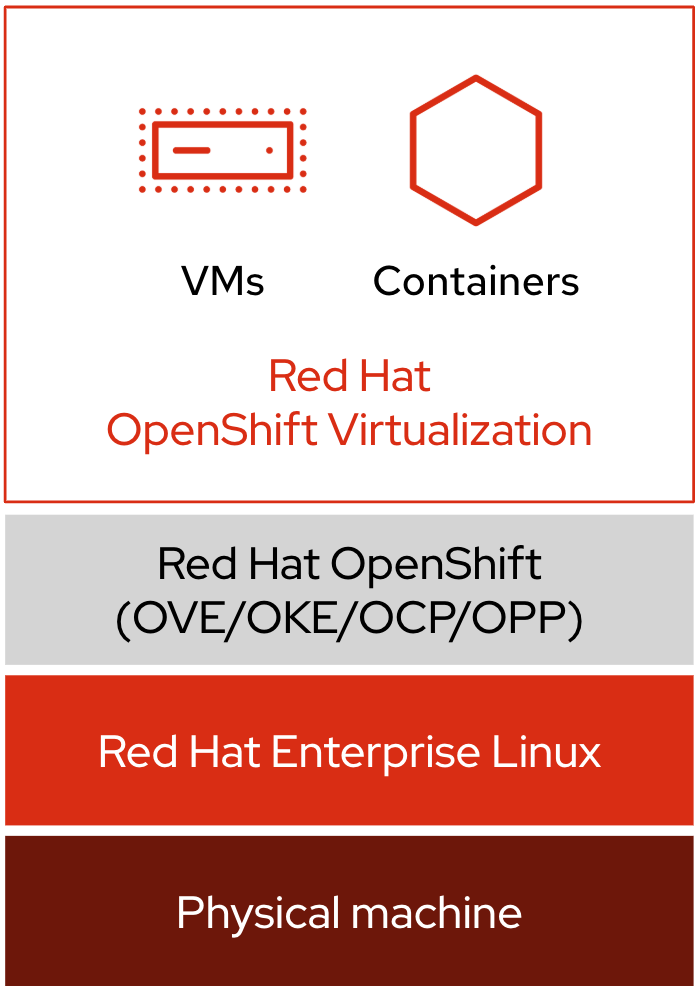 VMs
Containers
Red Hat
OpenShift Virtualization
Red Hat OpenShift
(OVE/OKE/OCP/OPP)
Red Hat Enterprise Linux
Physical machine